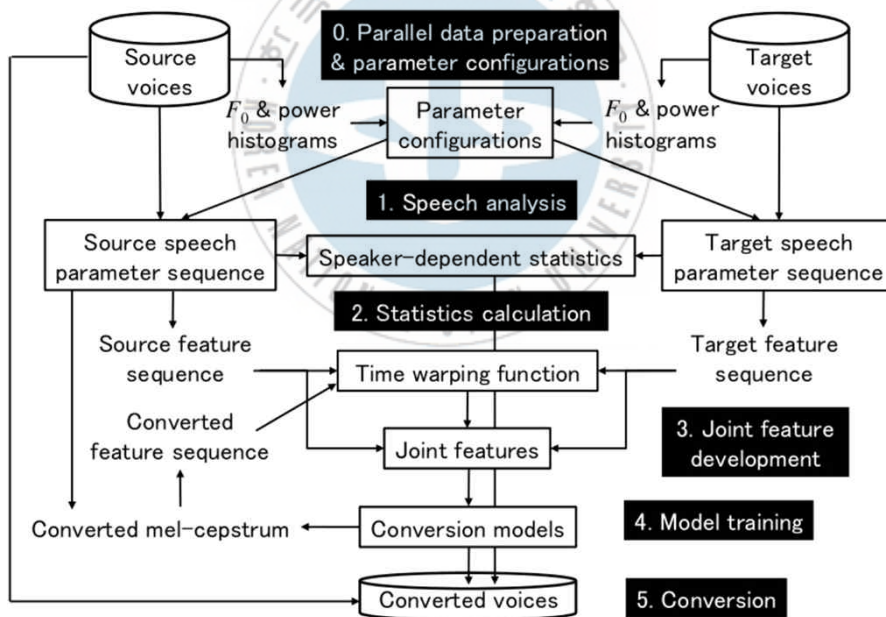 0. Parallel data preparation
& parameter configurations
Source
voices
Target
voices
F0 & power
histograms
Parameter
configurations
F0 & power
histograms
1. Speech analysis
Source speech
parameter sequence
Speaker-dependent statistics
Target speech
parameter sequence
2. Statistics calculation
Source feature
sequence
Time warping function
Target feature
sequence
Converted
feature sequence
Joint features
3. Joint feature
development
Converted mel-cepstrum
Conversion models
4. Model training
Converted voices
5. Conversion